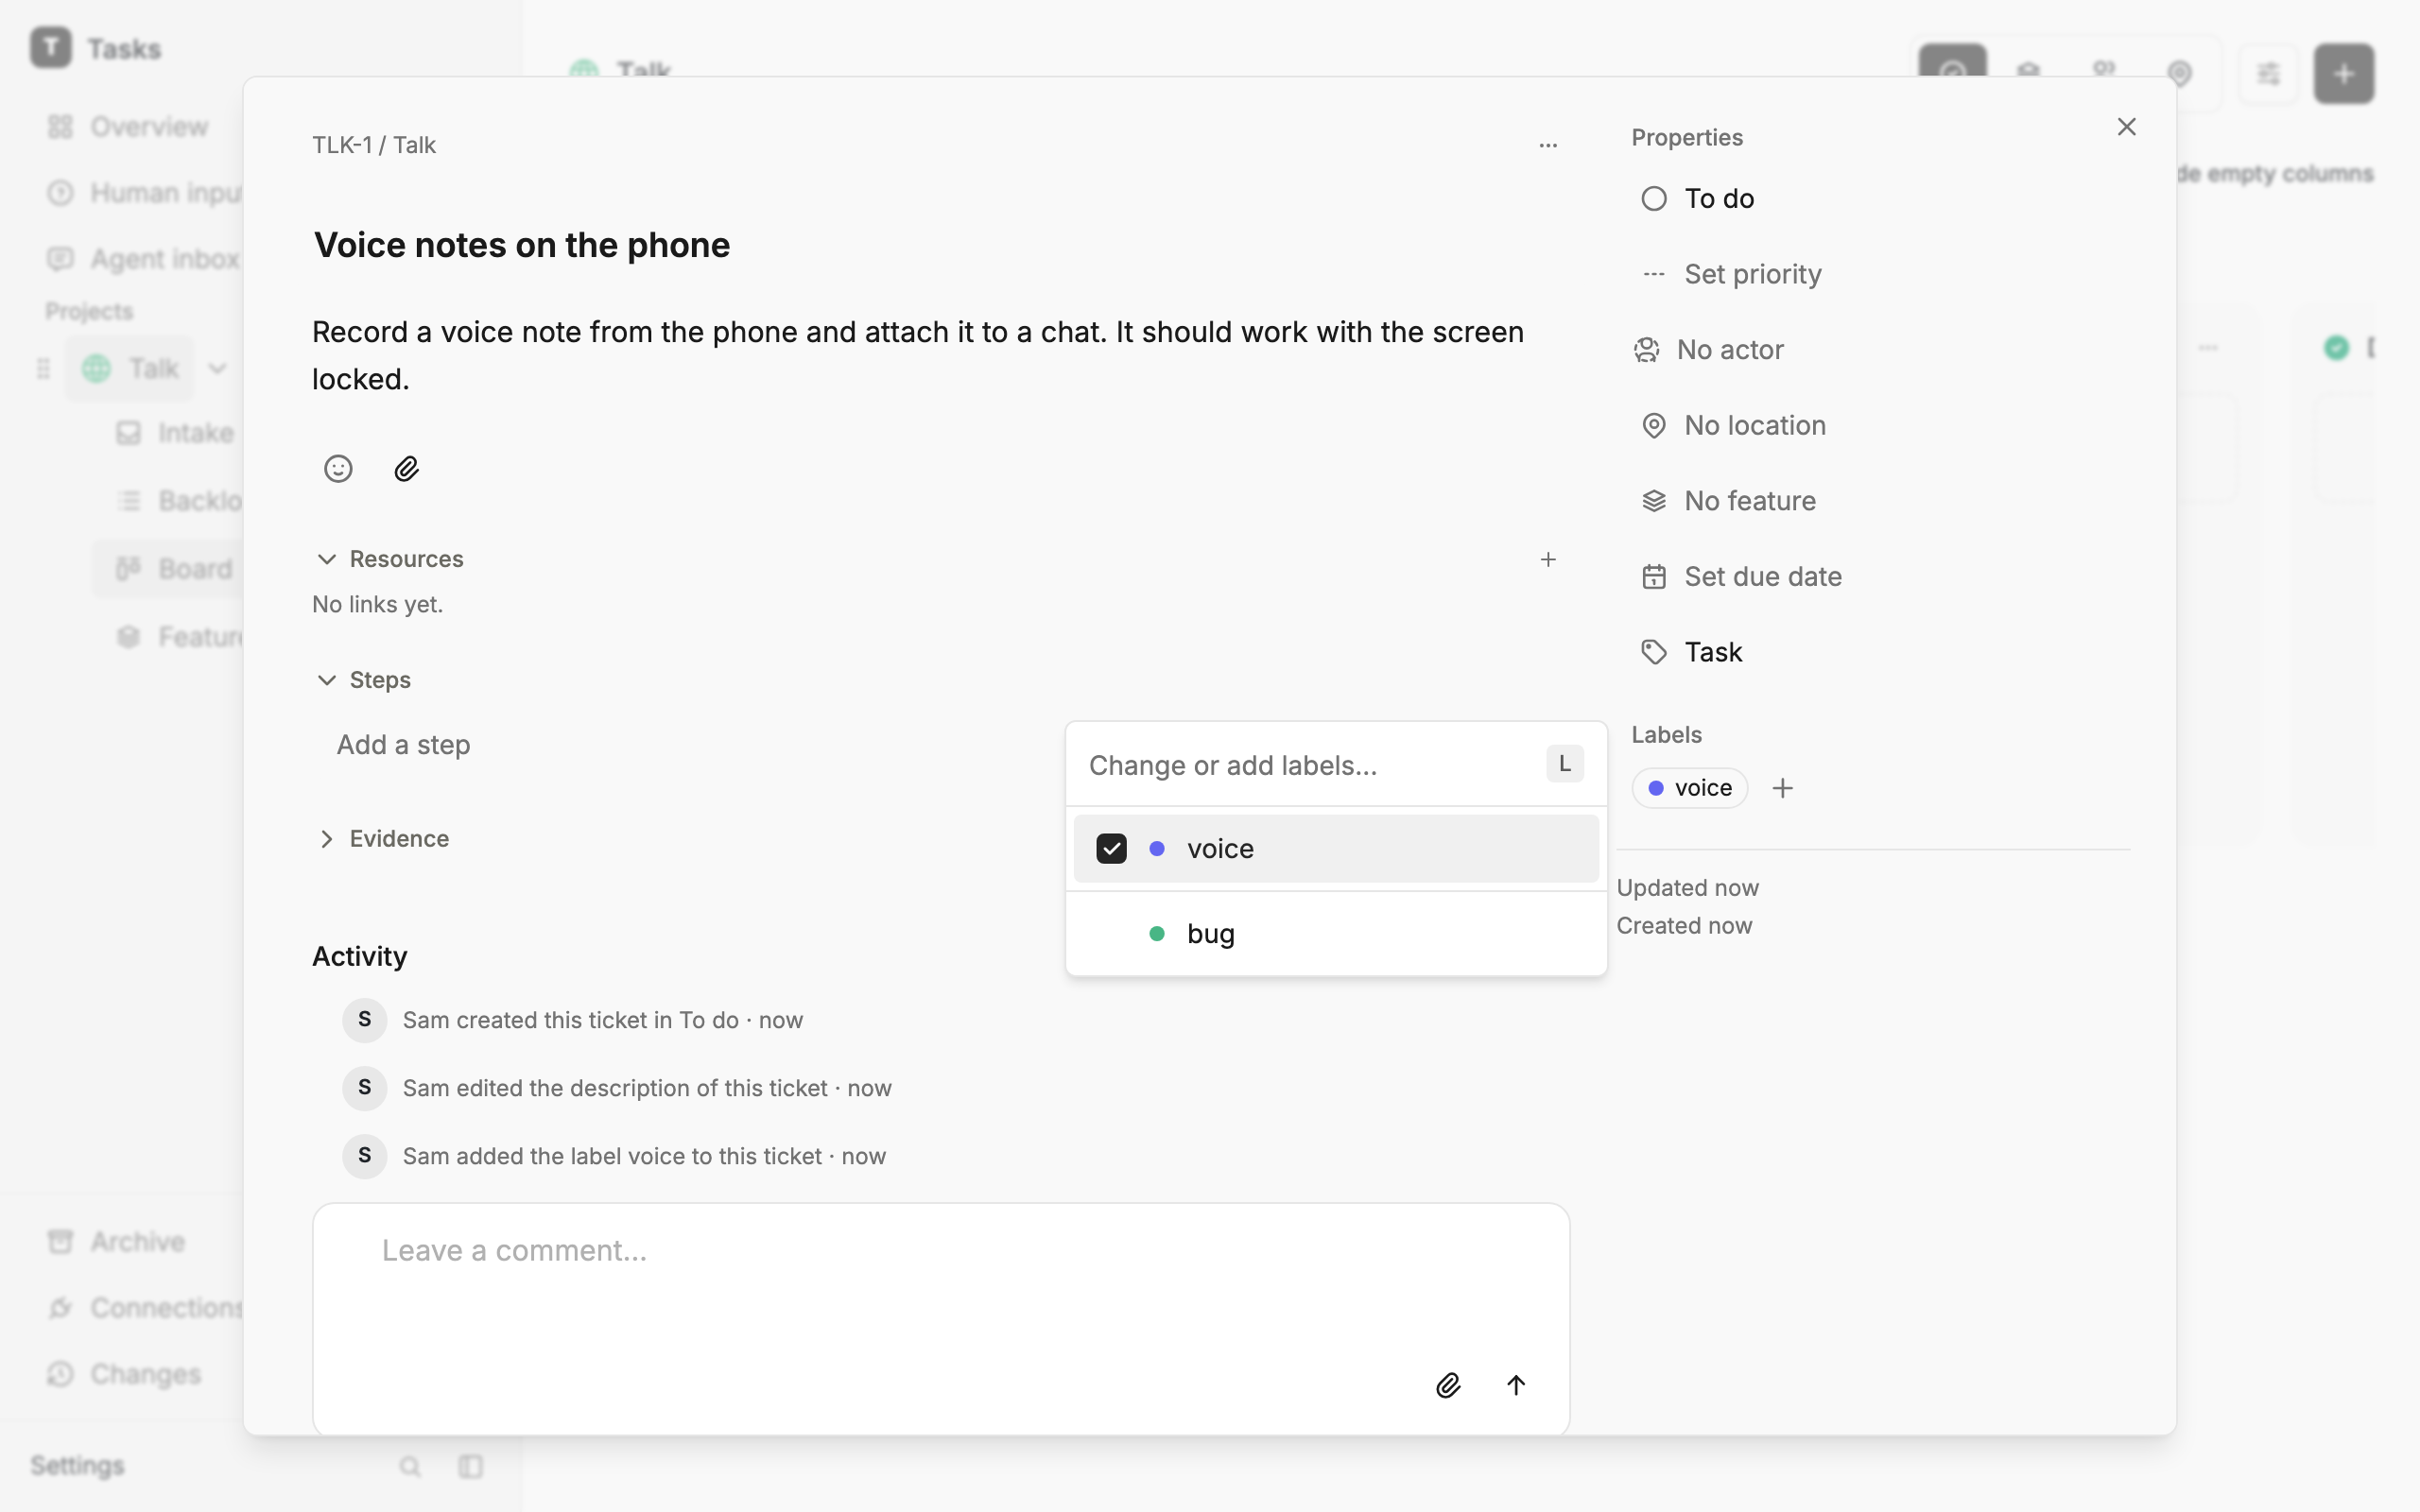 T Tasks
Overview
Human input
Agent inbox
Projects
Talk
Intake
Board
Archive
Connections
Changes
Settings
Talk
de empty columns
TLK-1 / Talk
Voice notes on the phone
Record a voice note from the phone and attach it to a chat. It should work with the screen
locked.
Resources
No links yet.
Steps
Add a step
Evidence
Activity
S Sam created this ticket in To do · now
S Sam edited the description of this ticket · now
S Sam added the label voice to this ticket · now
Leave a comment...
Change or add labels... L
voice
bug
Properties
To do
Set priority
No actor
No location
No feature
Set due date
Task
Labels
voice
Updated now
Created now